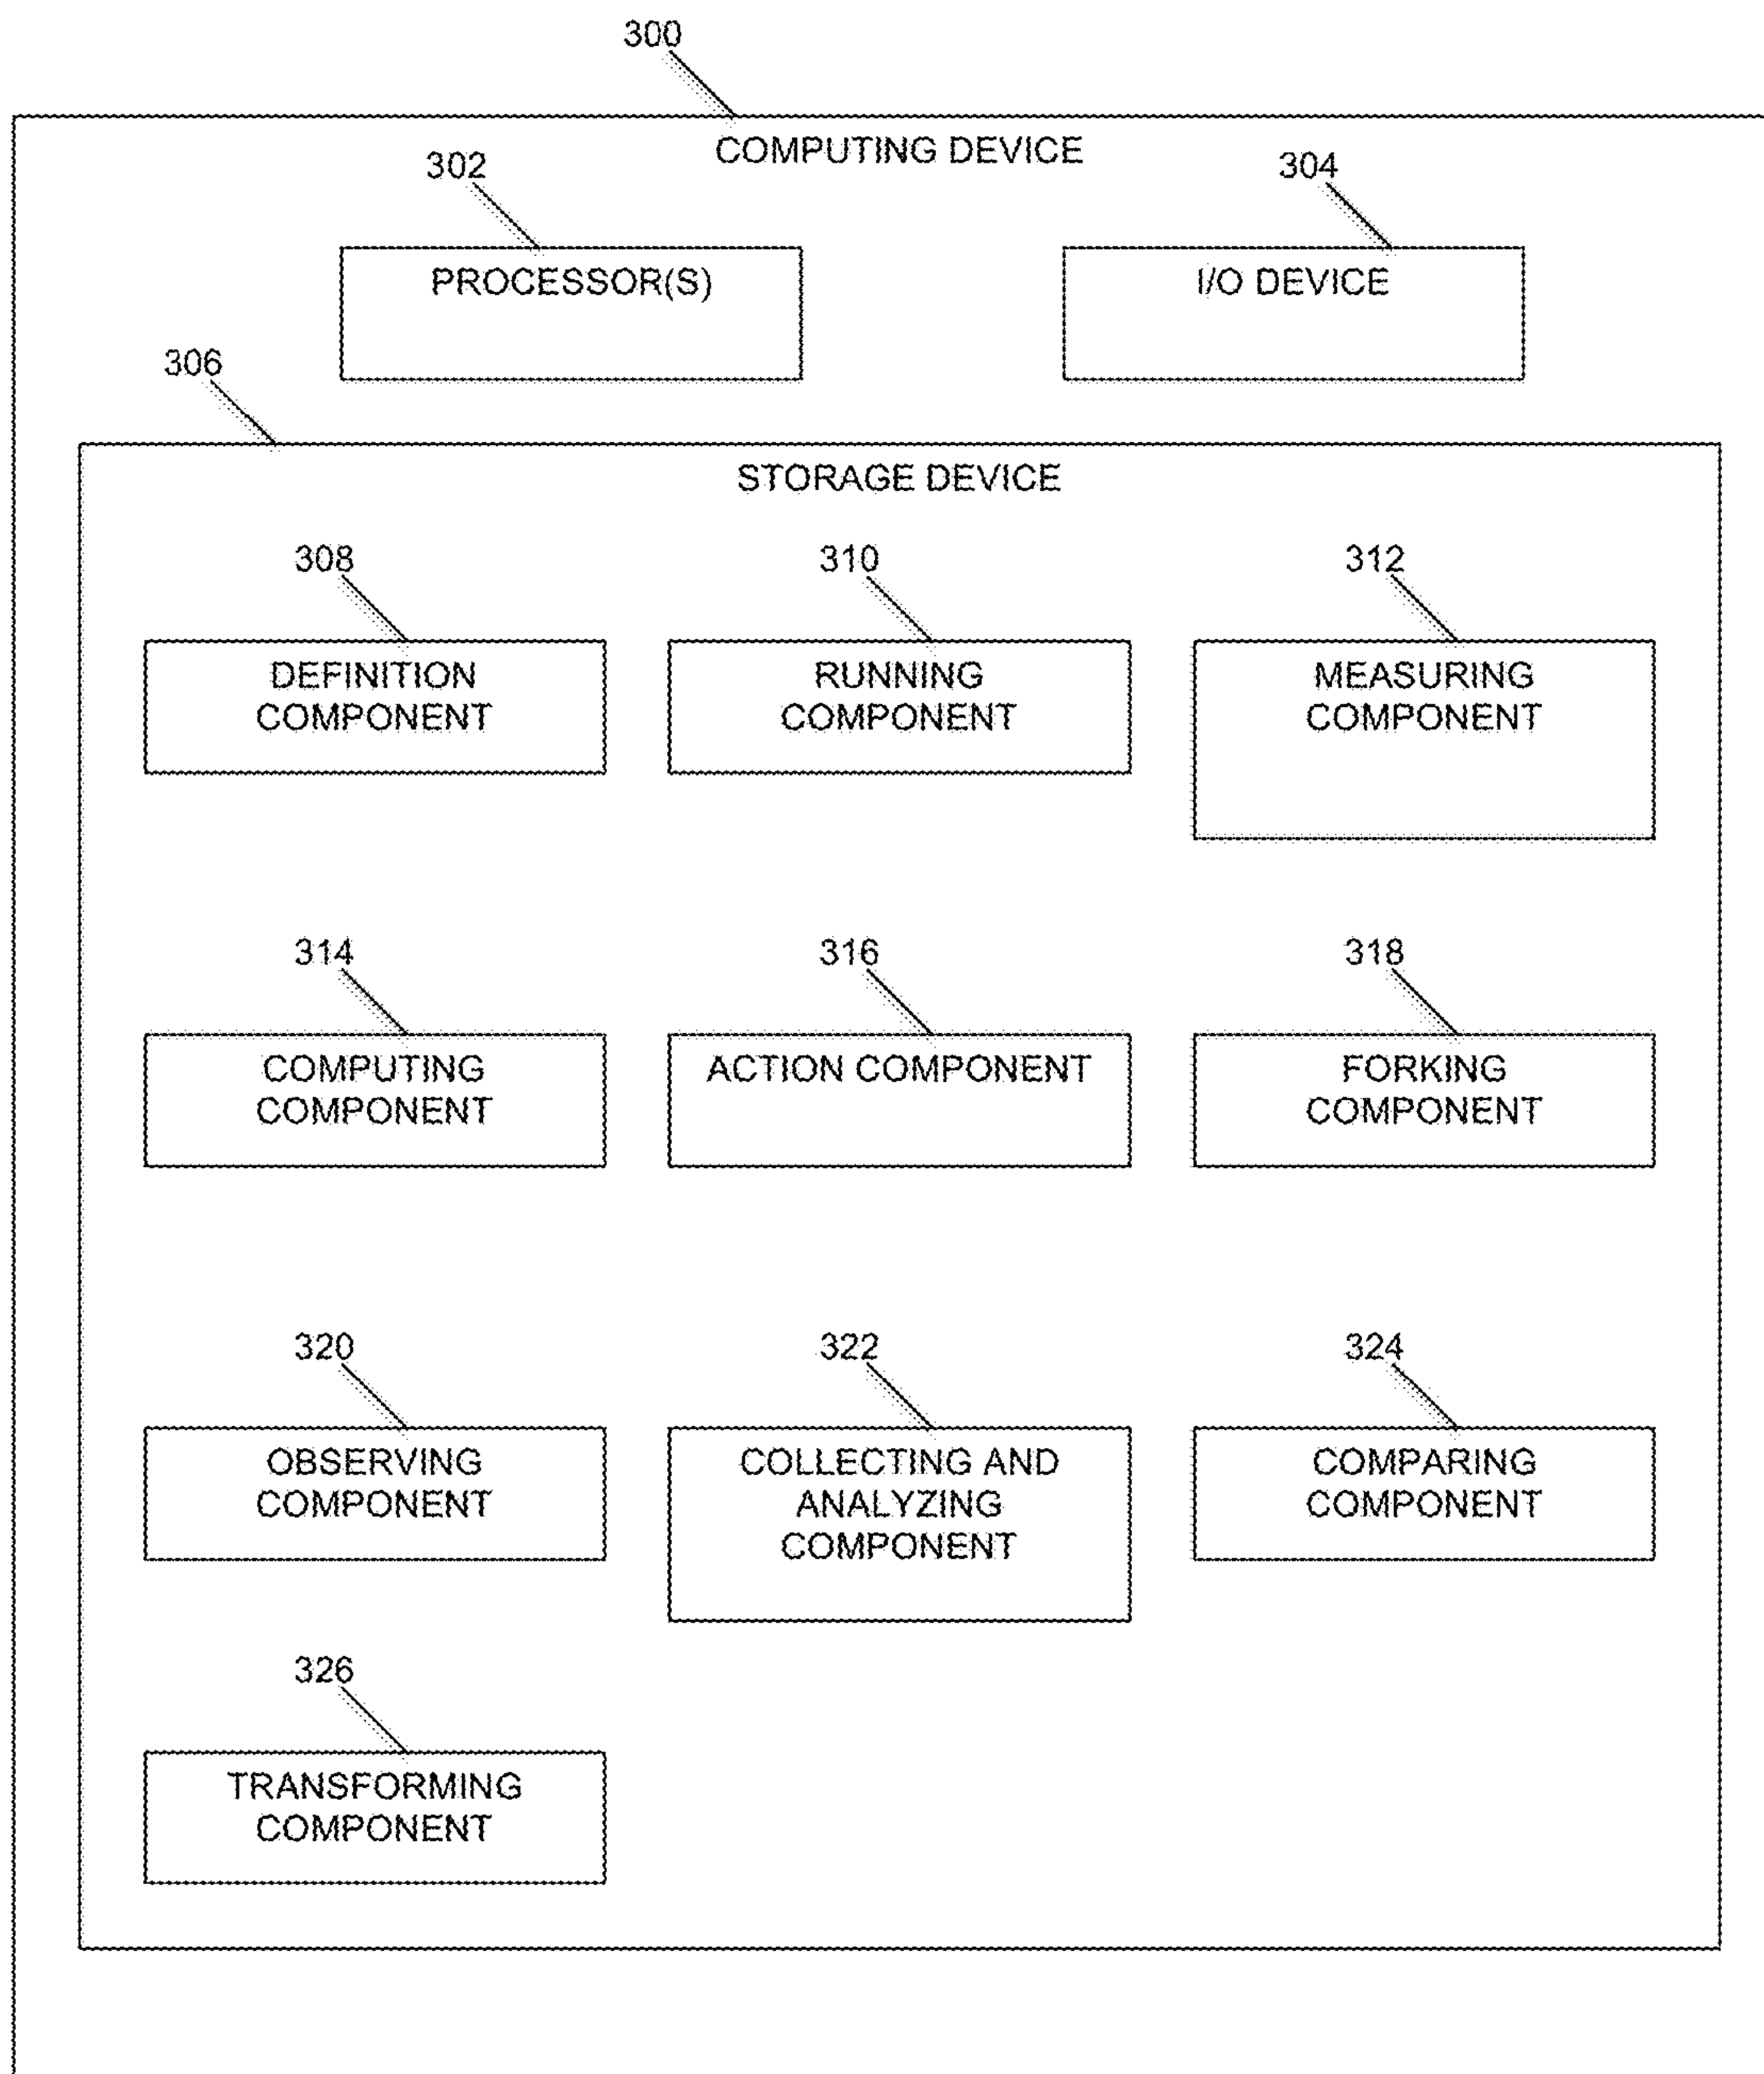 300
COMPUTING DEVICE
302
304
PROCESSOR(S)
I/O DEVICE
306
STORAGE DEVICE
308
310
312
DEFINITION
COMPONENT
RUNNING
COMPONENT
MEASURING
COMPONENT
314
316
318
COMPUTING
COMPONENT
ACTION COMPONENT
FORKING
COMPONENT
320
322
324
OBSERVING
COMPONENT
COLLECTING AND
ANALYZING
COMPONENT
COMPARING
COMPONENT
326
TRANSFORMING
COMPONENT